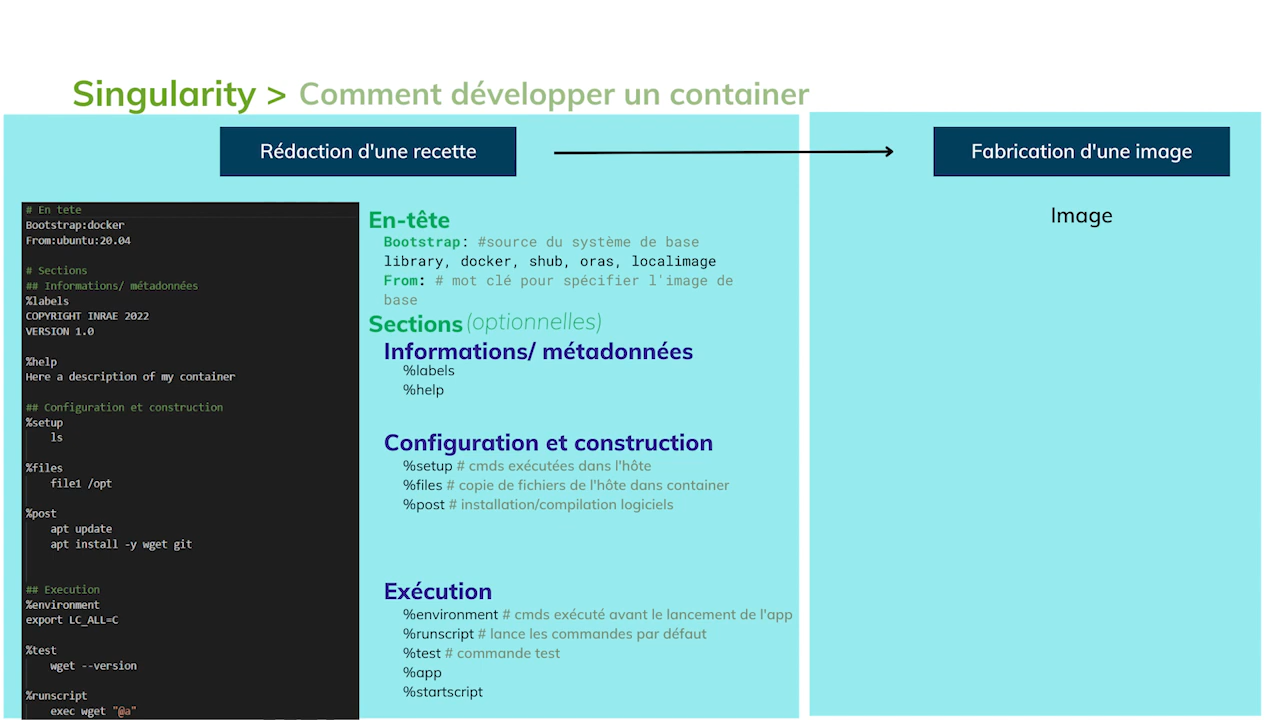 Singularity > Comment développer un container
Rédaction d'une recette
Fabrication d'une image
# En tete
Bootstrap:docker
From:ubuntu:20.04
# Sections
## Informations/ métadonnées
%labels
COPYRIGHT INRAE 2022
VERSION 1.0
%help
Here a description of my container
## Configuration et construction
%setup
ls
%files
file1 /opt
%post
apt update
apt install -y wget git
## Execution
%environment
export LC_ALL=C
%test
wget --version
%runscript
exec wget "@a"
En-tête
Bootstrap: #source du système de base
library, docker, shub, oras, localimage
From: # mot clé pour spécifier l'image de
base
Sections (optionnelles)
Informations/ métadonnées
%labels
%help
Configuration et construction
%setup # cmds exécutées dans l'hôte
%files # copie de fichiers de l'hôte dans container
%post # installation/compilation logiciels
Exécution
%environment # cmds exécuté avant le lancement de l'app
%runscript # lance les commandes par défaut
%test # commande test
%app
%startscript
Image